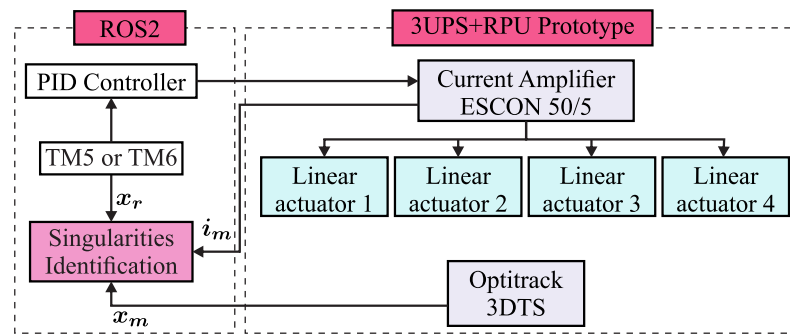 ROS2
3UPS+RPU Prototype
PID Controller
Current Amplifier
ESCON 50/5
TM5 or TM6
Linear
actuator 1
Linear
actuator 2
Linear
actuator 3
Linear
actuator 4
x_r
i_m
Singularities
Identification
Optitrack
3DTS
x_m